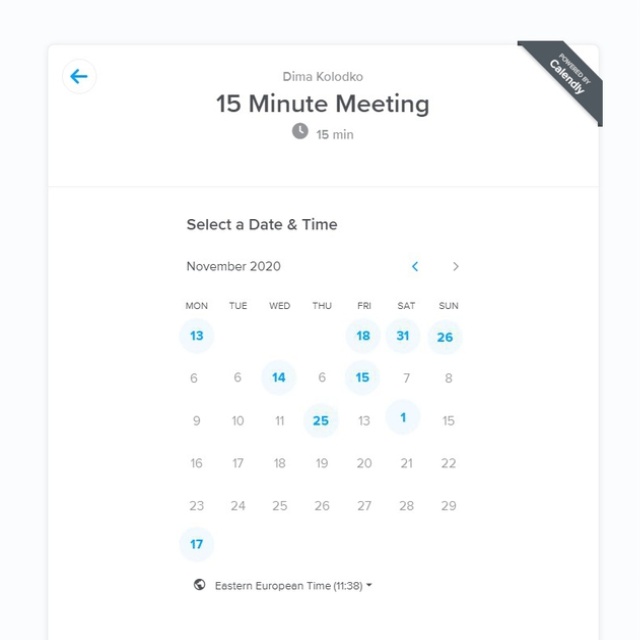 POWERED BY
Calendly
Dima Kolodko
15 Minute Meeting
15 min
Select a Date & Time
November 2020
MON TUE WED THU FRI SAT SUN
13 18 31 26
6 6 14 6 15 7 8
9 10 11 25 13 1 15
16 17 18 19 20 21 22
23 24 25 26 27 28 29
17
Eastern European Time (11:38)